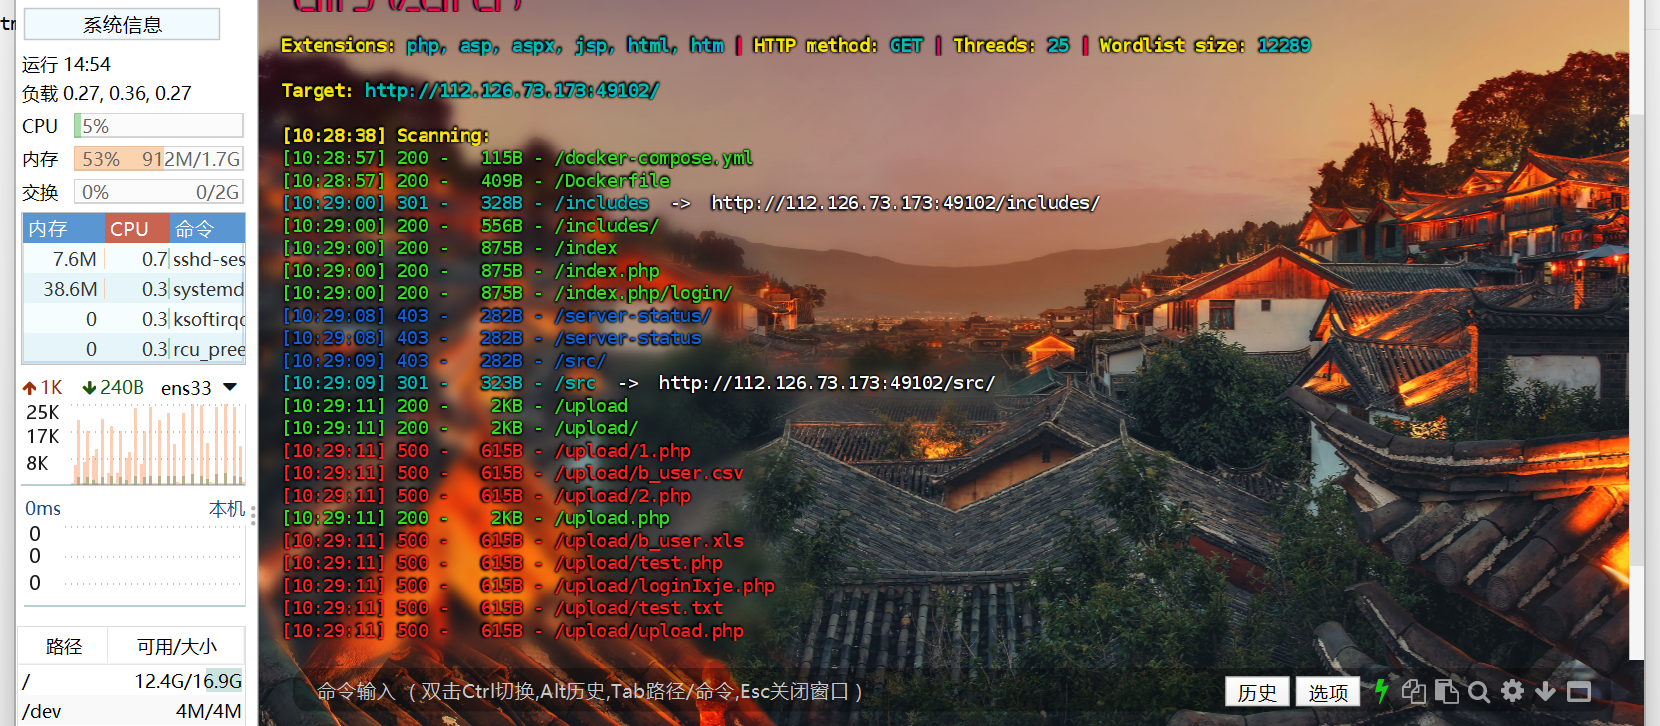 系统信息
运行 14:54
负载 0.27, 0.36, 0.27
CPU 5%
内存 53% 912M/1.7G
交换 0% 0/2G
内存 CPU 命令
7.6M 0.7 sshd-ses
38.6M 0.3 systemd
0 0.3 ksoftirqd
0 0.3 rcu_pree
1K 240B ens33
25K
17K
8K
0ms 本机
0
0
0
路径 可用/大小
/ 12.4G/16.9G
/dev 4M/4M
Extensions: php, asp, aspx, jsp, html, htm | HTTP method: GET | Threads: 25 | Wordlist size: 12289
Target: http://112.126.73.173:49102/
[10:28:38] Scanning:
[10:28:57] 200 - 115B - /docker-compose.yml
[10:28:57] 200 - 409B - /Dockerfile
[10:29:00] 301 - 328B - /includes -> http://112.126.73.173:49102/includes/
[10:29:00] 200 - 556B - /includes/
[10:29:00] 200 - 875B - /index
[10:29:00] 200 - 875B - /index.php
[10:29:00] 200 - 875B - /index.php/login/
[10:29:08] 403 - 282B - /server-status/
[10:29:08] 403 - 282B - /server-status
[10:29:09] 403 - 282B - /src/
[10:29:09] 301 - 323B - /src -> http://112.126.73.173:49102/src/
[10:29:11] 200 - 2KB - /upload
[10:29:11] 200 - 2KB - /upload/
[10:29:11] 500 - 615B - /upload/1.php
[10:29:11] 500 - 615B - /upload/b_user.csv
[10:29:11] 500 - 615B - /upload/2.php
[10:29:11] 200 - 2KB - /upload.php
[10:29:11] 500 - 615B - /upload/b_user.xls
[10:29:11] 500 - 615B - /upload/test.php
[10:29:11] 500 - 615B - /upload/loginIxje.php
[10:29:11] 500 - 615B - /upload/test.txt
[10:29:11] 500 - 615B - /upload/upload.php
命令输入 (双击Ctrl切换,Alt历史,Tab路径/命令,Esc关闭窗口)
历史 选项